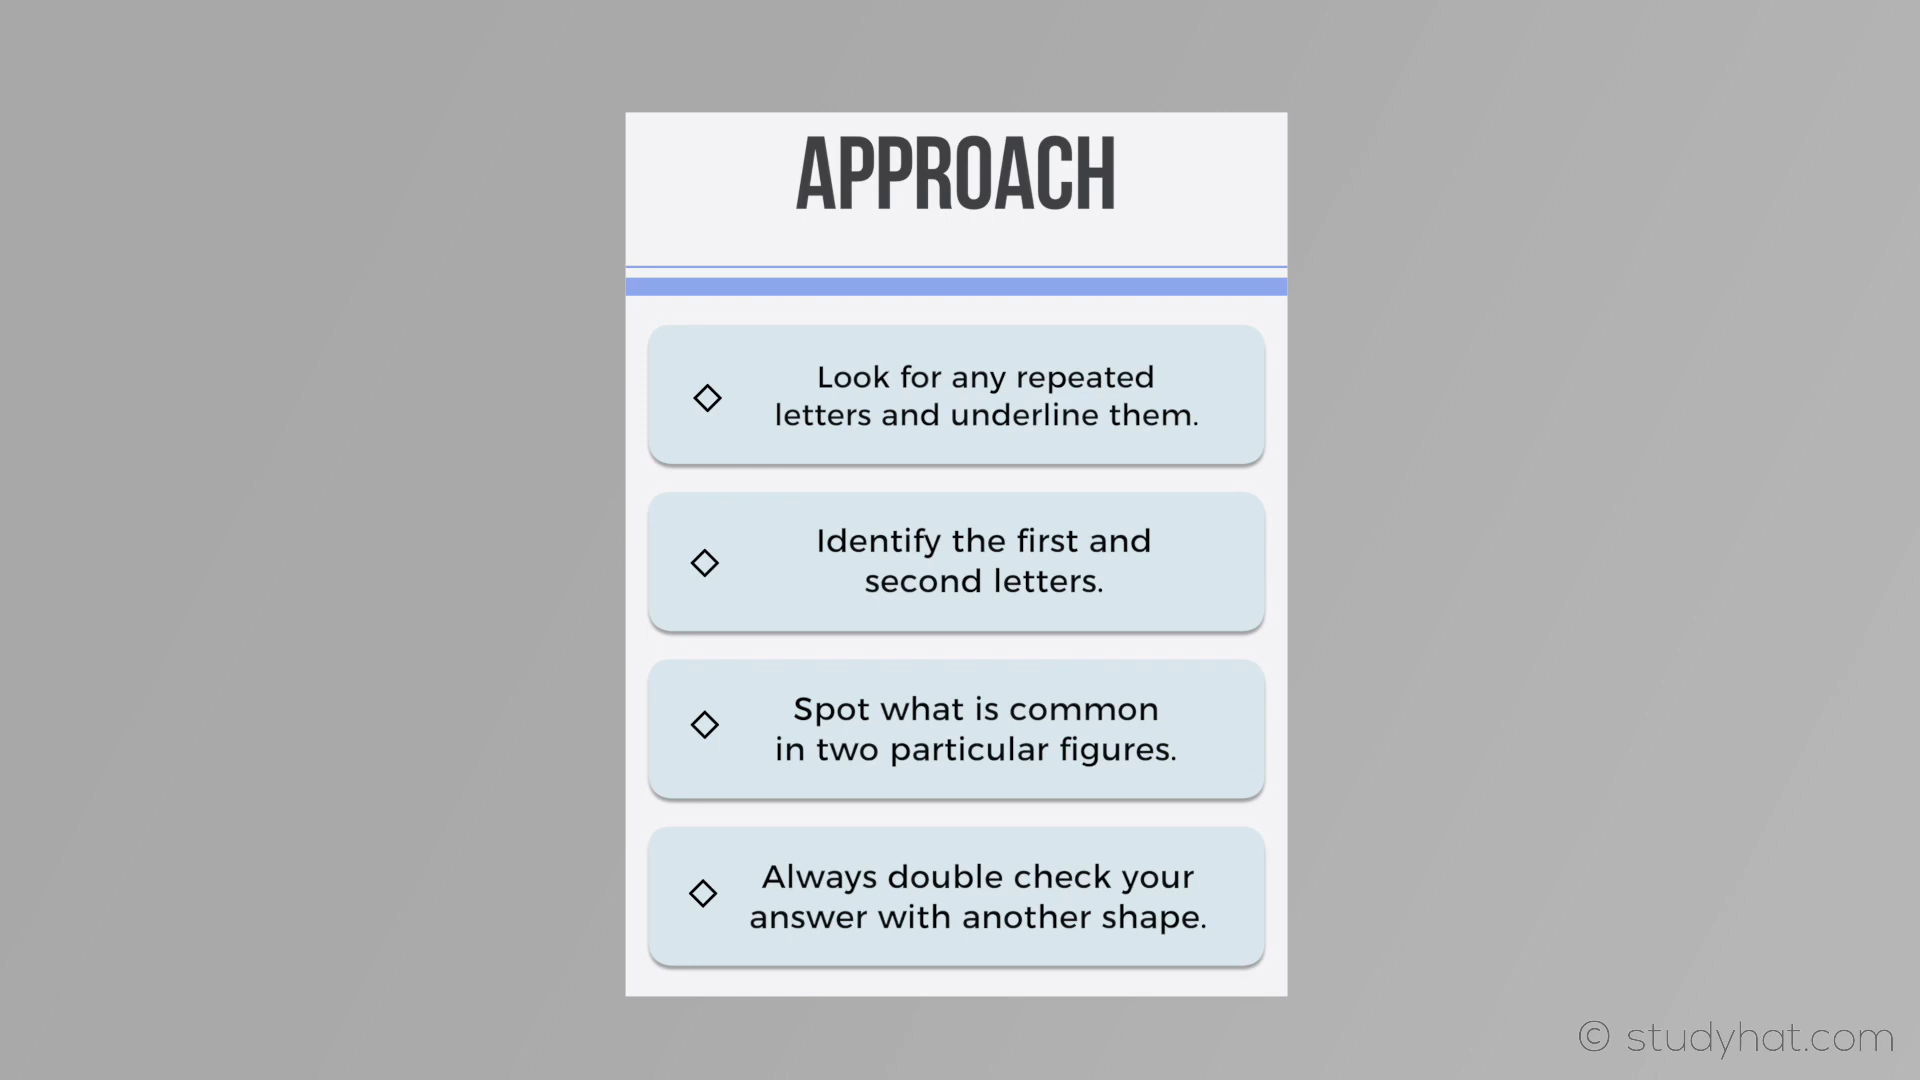 APPROACH
Look for any repeated
letters and underline them.
Identify the first and
second letters.
Spot what is common
in two particular figures.
Always double check your
answer with another shape.
© studyhat.com